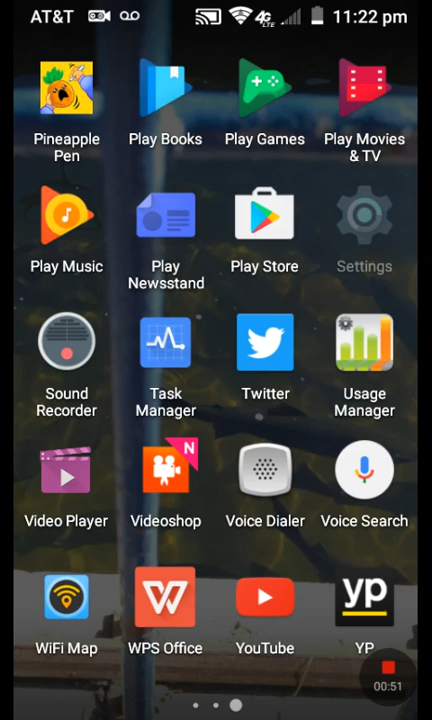 AT&T 4G LTE 11:22 pm
Pineapple Pen
Play Books
Play Games
Play Movies & TV
Play Music
Play Newsstand
Play Store
Settings
Sound Recorder
Task Manager
Twitter
Usage Manager
N
Video Player
Videoshop
Voice Dialer
Voice Search
W
yp
WiFi Map
WPS Office
YouTube
YP
00:51